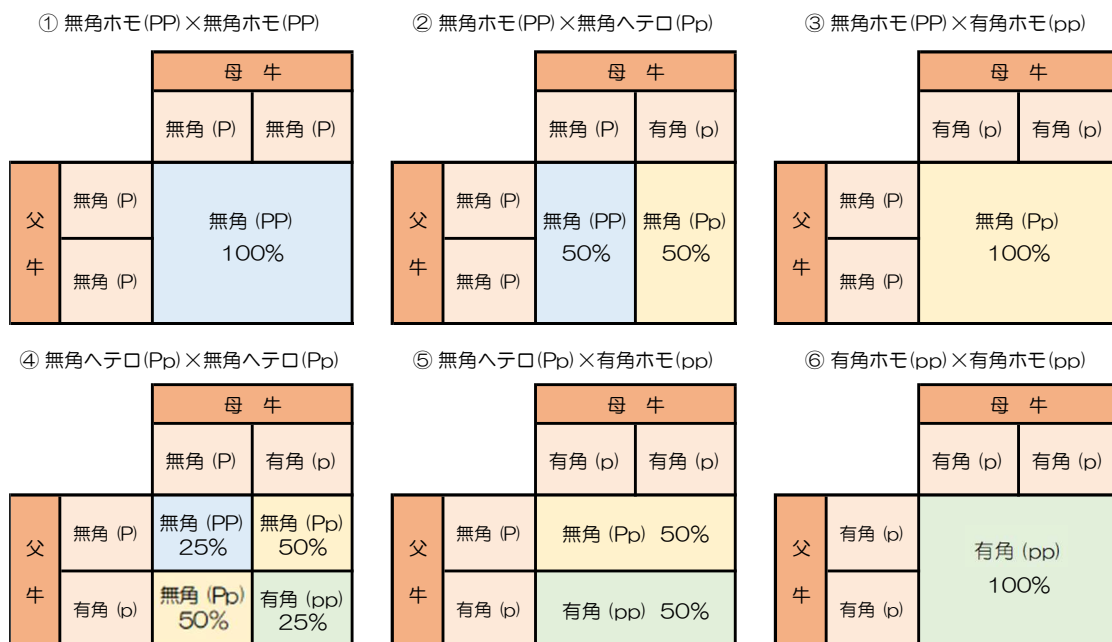 ① 無角ホモ(PP)×無角ホモ(PP)
母 牛
無角 (P) 無角 (P)
父牛
無角 (P)
無角 (P)
無角 (PP)
100%
② 無角ホモ(PP)×無角ヘテロ(Pp)
母 牛
無角 (P) 有角 (p)
父牛
無角 (P)
無角 (P)
無角 (PP) 無角 (Pp)
50% 50%
③ 無角ホモ(PP)×有角ホモ(pp)
母 牛
有角 (p) 有角 (p)
父牛
無角 (P)
無角 (P)
無角 (Pp)
100%
④ 無角ヘテロ(Pp)×無角ヘテロ(Pp)
母 牛
無角 (P) 有角 (p)
父牛
無角 (P) 無角 (PP) 無角 (Pp)
25% 50%
有角 (p) 無角 (Pp) 有角 (pp)
50% 25%
⑤ 無角ヘテロ(Pp)×有角ホモ(pp)
母 牛
有角 (p) 有角 (p)
父牛
無角 (P) 無角 (Pp) 50%
有角 (p) 有角 (pp) 50%
⑥ 有角ホモ(pp)×有角ホモ(pp)
母 牛
有角 (p) 有角 (p)
父牛
有角 (p)
有角 (p)
有角 (pp)
100%